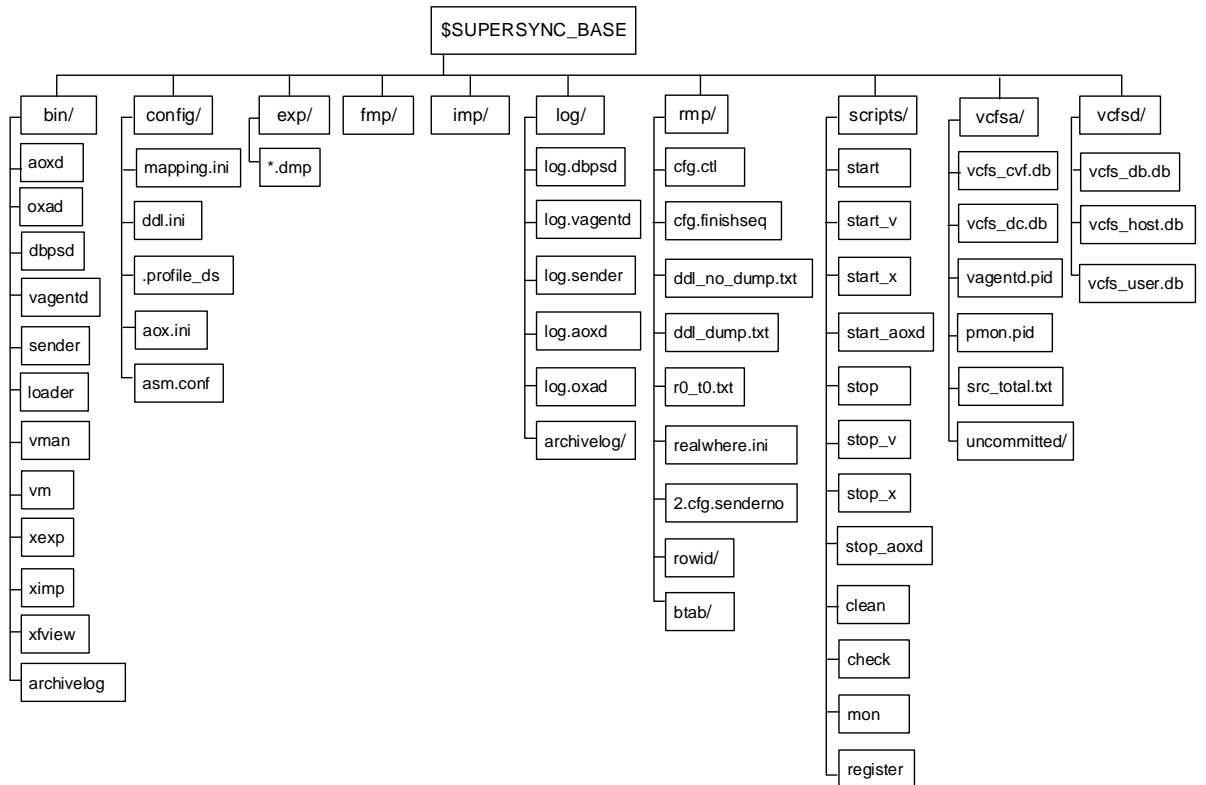 $SUPERSYNC_BASE
bin/
aoxd
oxad
dbpsd
vagentd
sender
loader
vman
vm
xexp
ximp
xfview
archivelog
config/
mapping.ini
ddl.ini
.profile_ds
aox.ini
asm.conf
exp/
*.dmp
fmp/
imp/
log/
log.dbpsd
log.vagentd
log.sender
log.aoxd
log.oxad
archivelog/
rmp/
cfg.ctl
cfg.finishseq
ddl_no_dump.txt
ddl_dump.txt
r0_t0.txt
realwhere.ini
2.cfg.senderno
rowid/
btab/
scripts/
start
start_v
start_x
start_aoxd
stop
stop_v
stop_x
stop_aoxd
clean
check
mon
register
vcfsa/
vcfs_cvf.db
vcfs_dc.db
vagentd.pid
pmon.pid
src_total.txt
uncommitted/
vcfsd/
vcfs_db.db
vcfs_host.db
vcfs_user.db